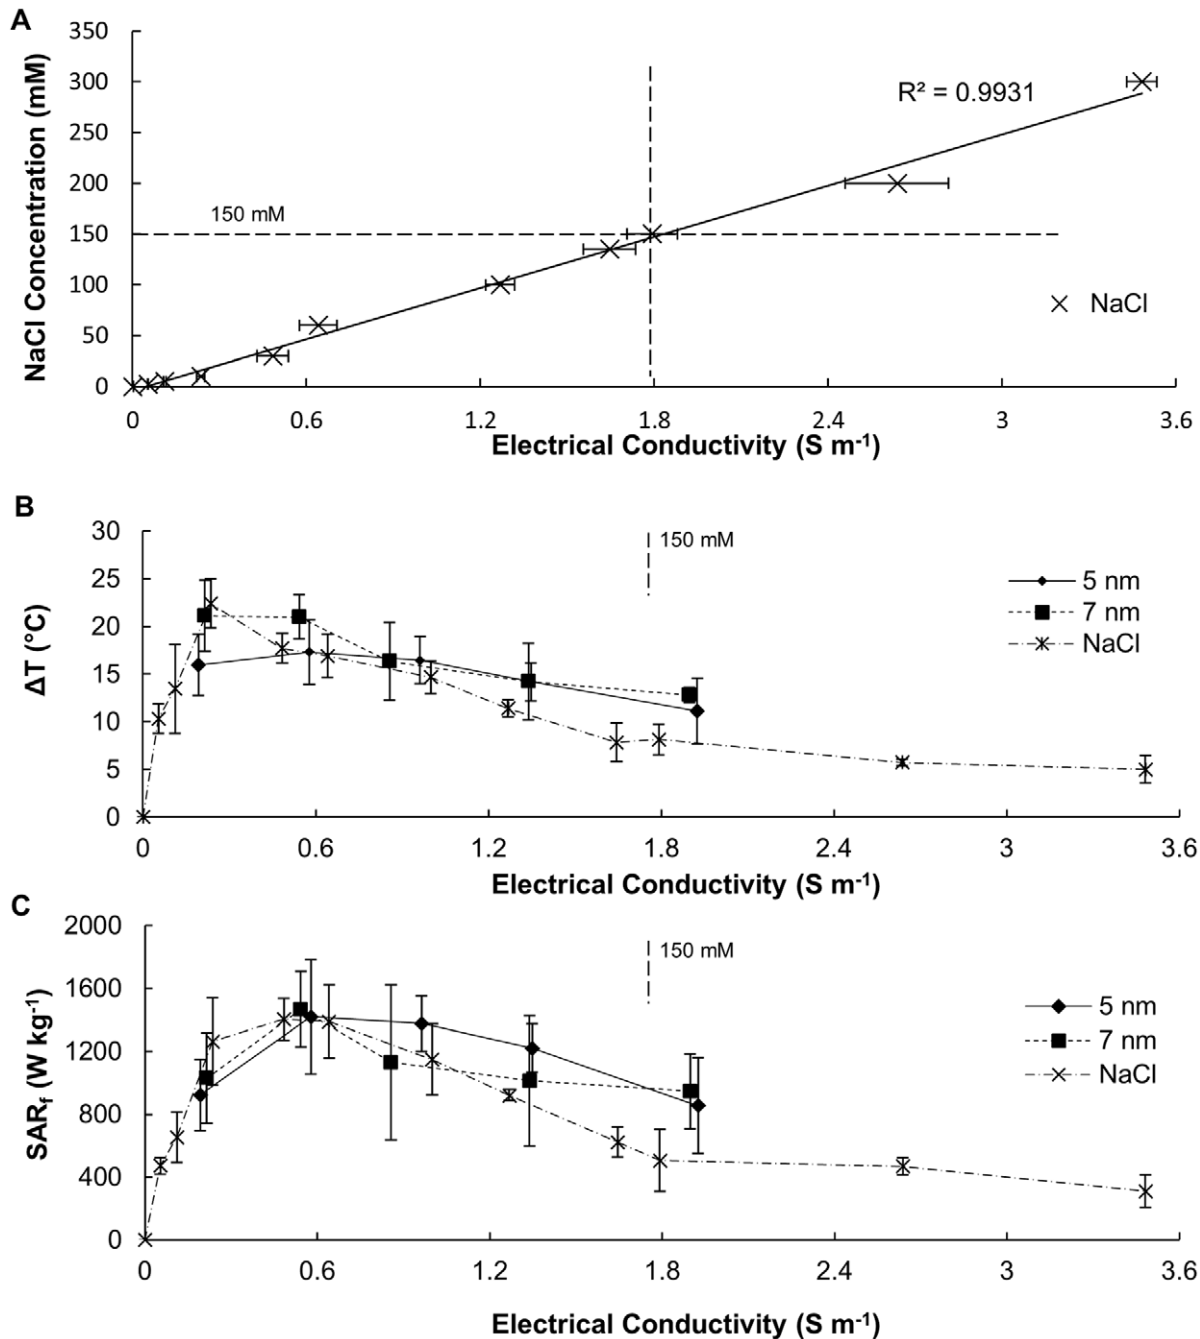 A
NaCl Concentration (mM)
350
300
250
200
150
100
50
0
150 mM
R² = 0.9931
NaCl
0 0.6 1.2 1.8 2.4 3 3.6
Electrical Conductivity (S m⁻¹)
B
ΔT (°C)
30
25
20
15
10
5
0
150 mM
5 nm
7 nm
NaCl
0 0.6 1.2 1.8 2.4 3 3.6
Electrical Conductivity (S m⁻¹)
C
SARf (W kg⁻¹)
2000
1600
1200
800
400
0
150 mM
5 nm
7 nm
NaCl
0 0.6 1.2 1.8 2.4 3 3.6
Electrical Conductivity (S m⁻¹)